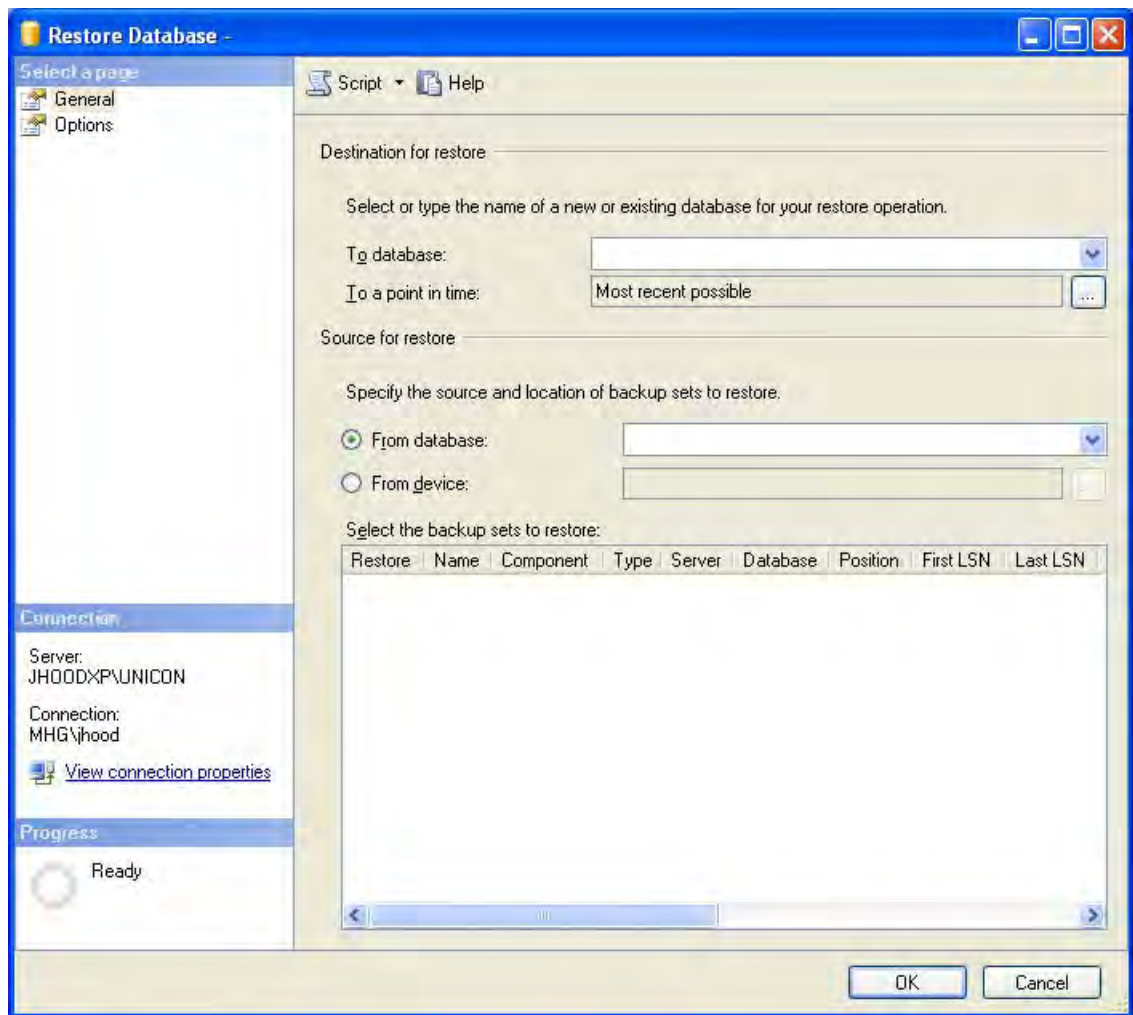 Restore Database -
Select a page
General
Options
Script Help
Destination for restore
Select or type the name of a new or existing database for your restore operation.
To database:
To a point in time: Most recent possible ...
Source for restore
Specify the source and location of backup sets to restore.
From database:
From device:
Select the backup sets to restore:
Restore Name Component Type Server Database Position First LSN Last LSN
Connection
Server:
JHOODXP\UNICON
Connection:
MHG\jhood
View connection properties
Progress
Ready
OK Cancel